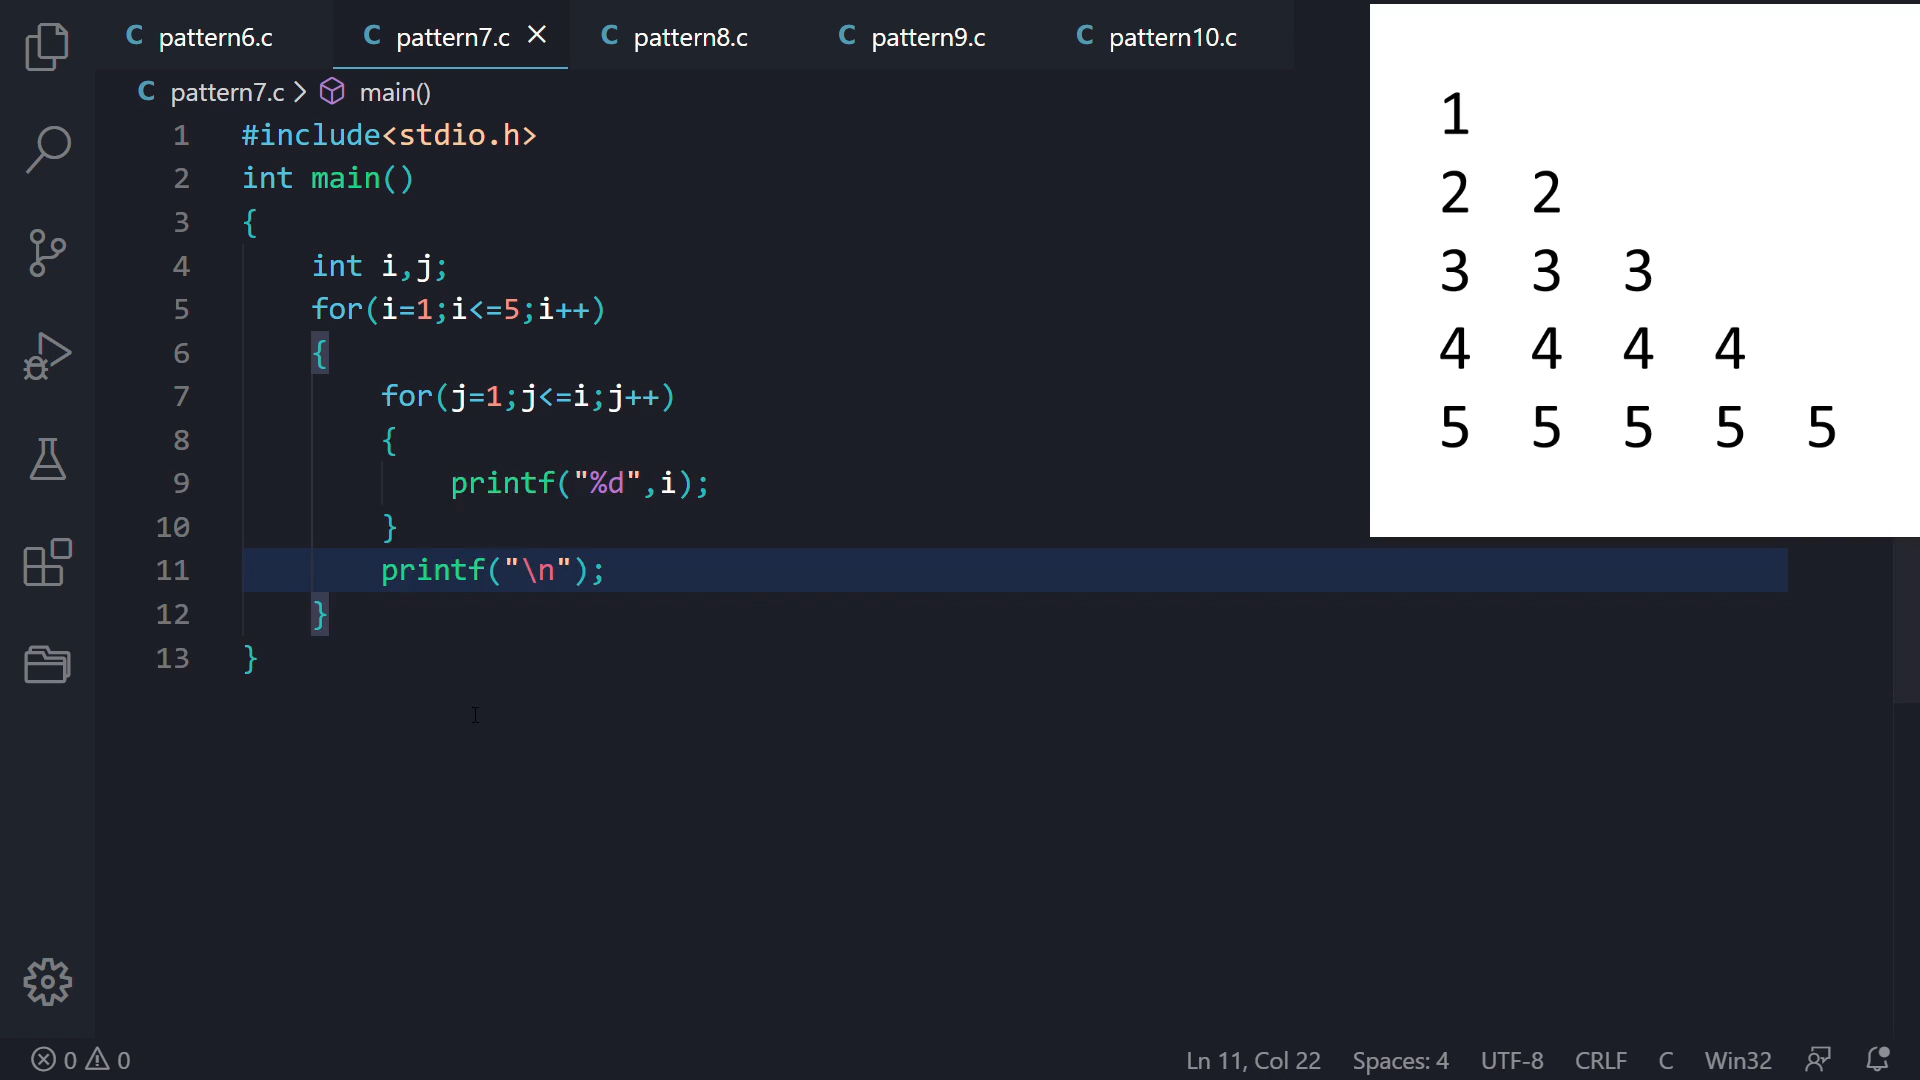 C pattern6.c C pattern7.c × C pattern8.c C pattern9.c C pattern10.c
C pattern7.c > main()
1 #include<stdio.h>
2 int main()
3 {
4     int i,j;
5     for(i=1;i<=5;i++)
6     {
7         for(j=1;j<=i;j++)
8         {
9             printf("%d",i);
10         }
11         printf("\n");
12     }
13 }
1
2 2
3 3 3
4 4 4 4
5 5 5 5 5
0 0 Ln 11, Col 22 Spaces: 4 UTF-8 CRLF C Win32